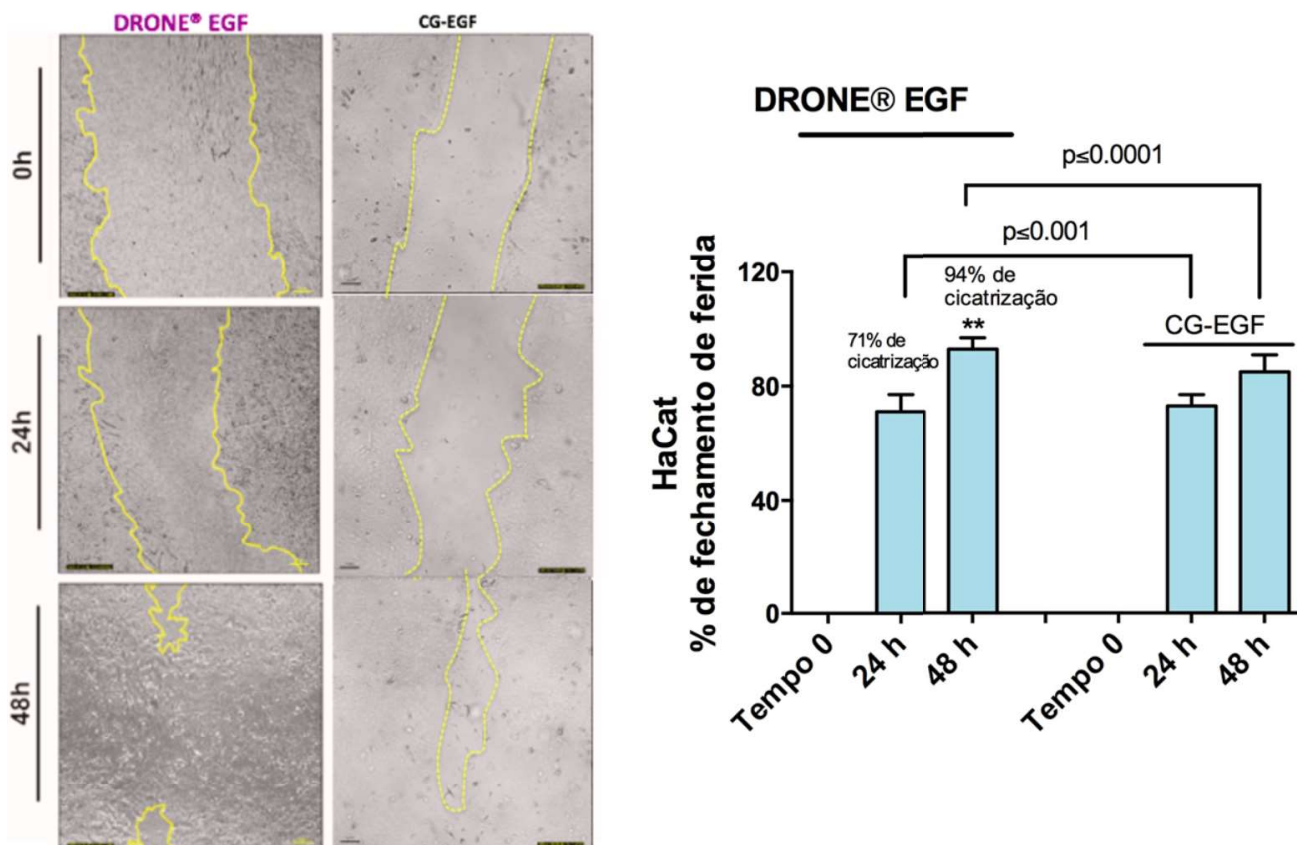 DRONE® EGF
CG-EGF
0h
24h
48h
DRONE® EGF
p≤0.0001
p≤0.001
94% de
cicatrização
**
71% de
cicatrização
CG-EGF
HaCat
% de fechamento de ferida
120
80
40
0
Tempo 0
24 h
48 h
Tempo 0
24 h
48 h